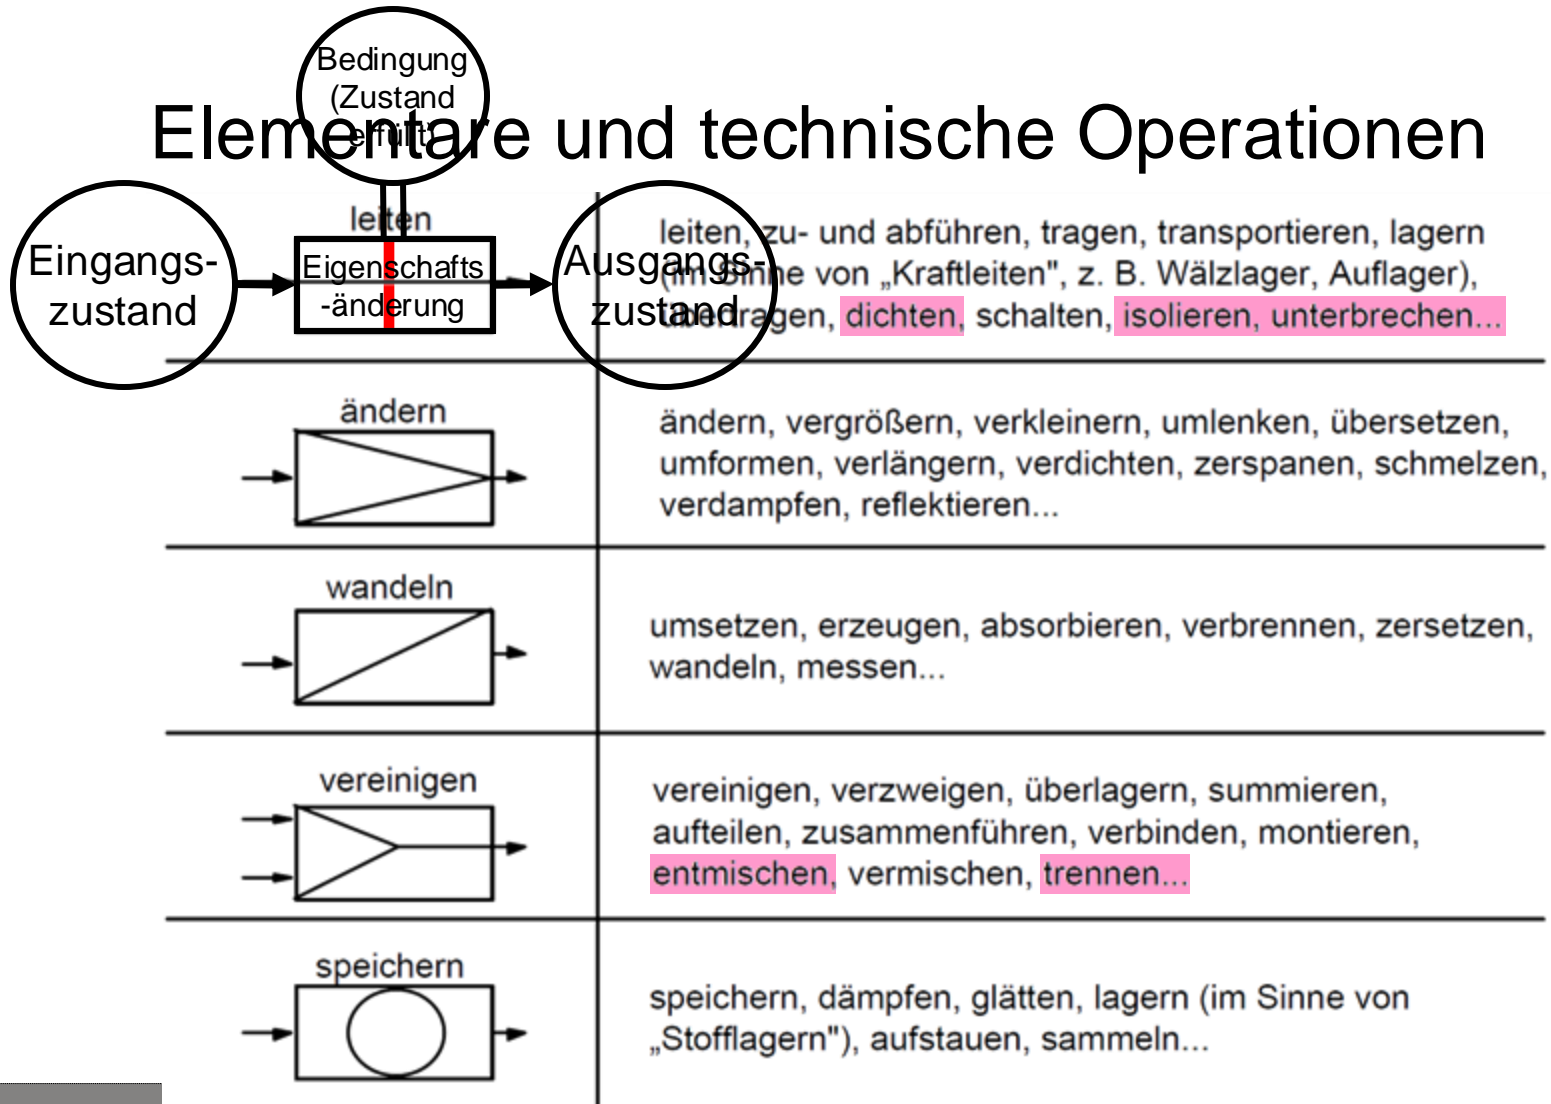 Bedingung
(Zustand
erfüllt)
Elementare und technische Operationen
leiten
Eingangs-
zustand
Eigenschafts
-änderung
Ausgangs-
zustand
leiten, zu- und abführen, tragen, transportieren, lagern
(im Sinne von „Kraftleiten", z. B. Wälzlager, Auflager),
übertragen, dichten, schalten, isolieren, unterbrechen...
ändern
ändern, vergrößern, verkleinern, umlenken, übersetzen,
umformen, verlängern, verdichten, zerspanen, schmelzen,
verdampfen, reflektieren...
wandeln
umsetzen, erzeugen, absorbieren, verbrennen, zersetzen,
wandeln, messen...
vereinigen
vereinigen, verzweigen, überlagern, summieren,
aufteilen, zusammenführen, verbinden, montieren,
entmischen, vermischen, trennen...
speichern
speichern, dämpfen, glätten, lagern (im Sinne von
„Stofflagern"), aufstauen, sammeln...